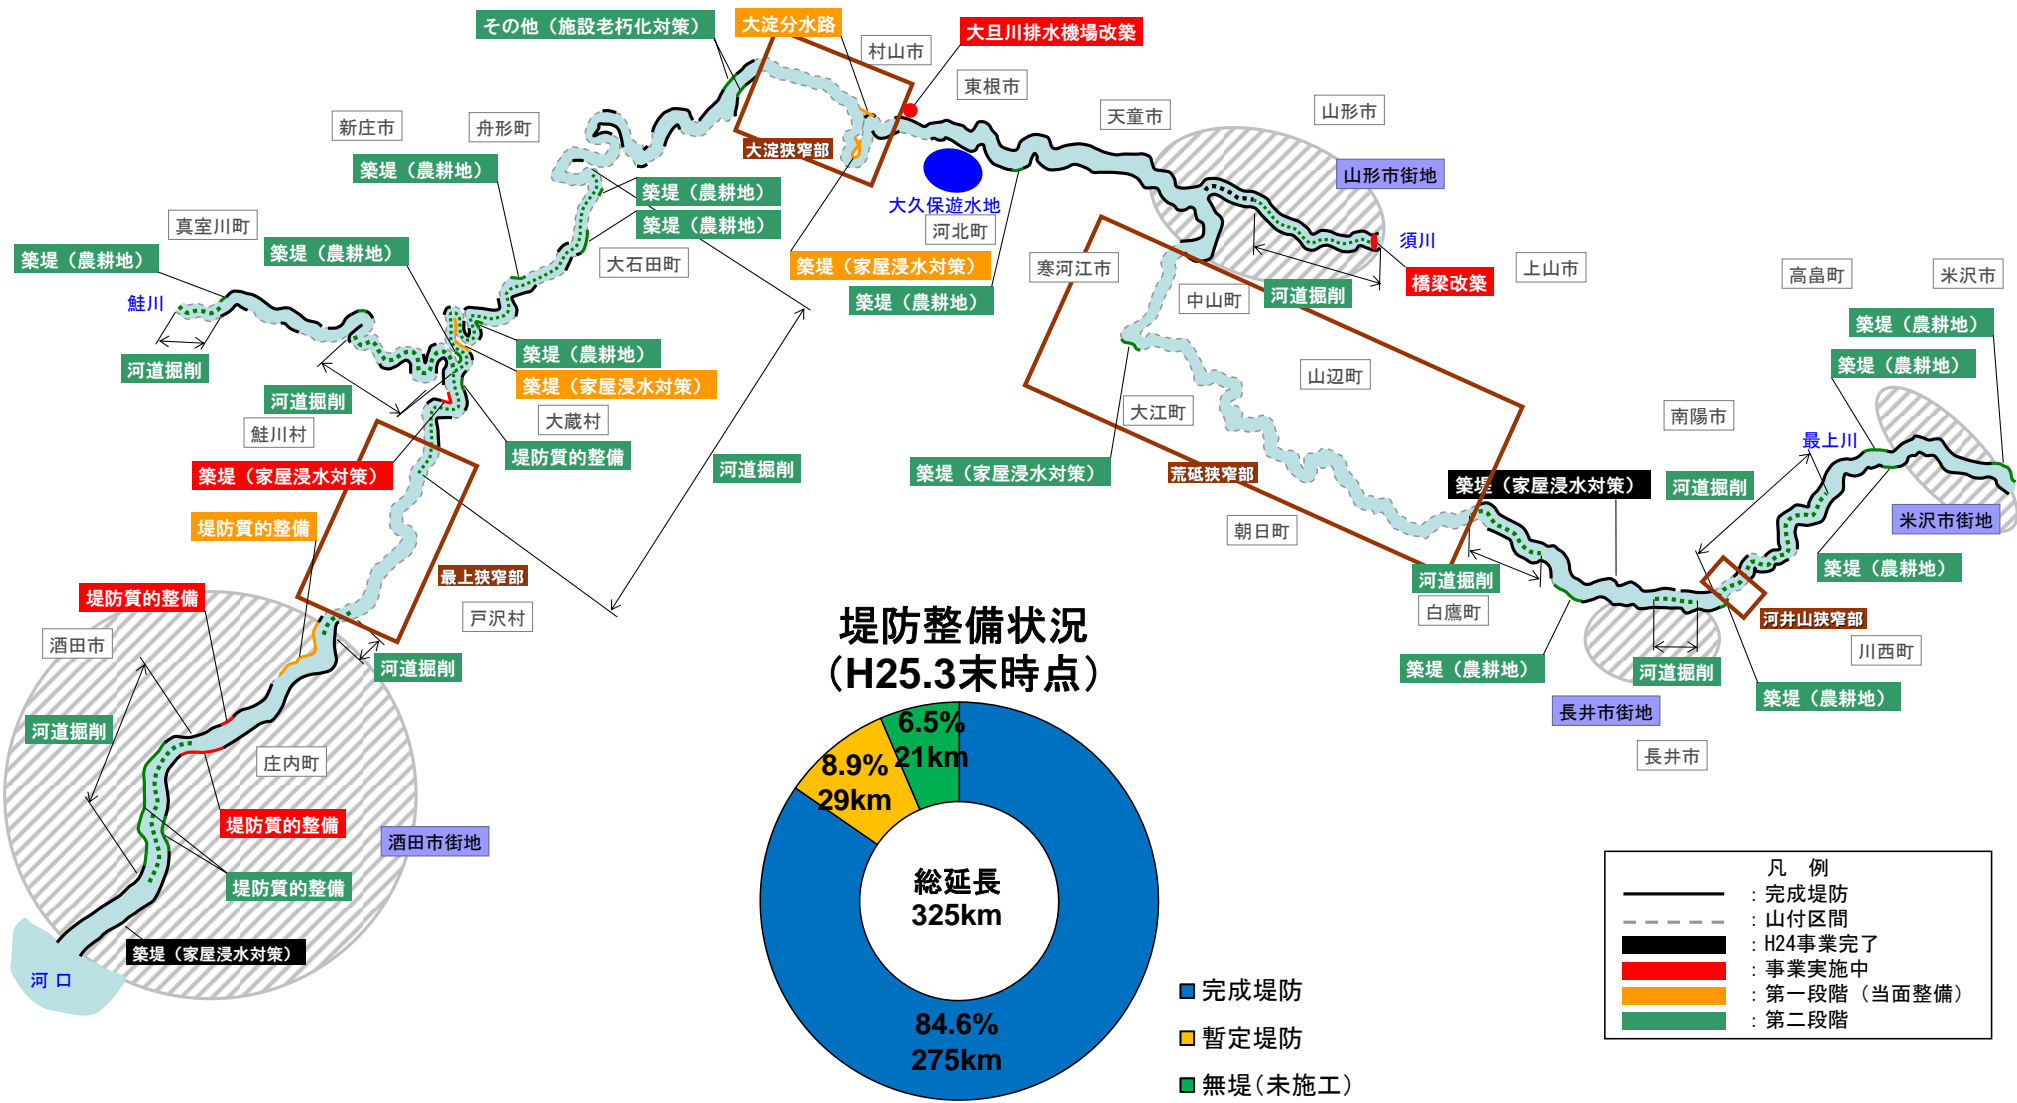 その他（施設老朽化対策）
大淀分水路
村山市
大旦川排水機場改築
東根市
天童市
山形市
新庄市
舟形町
大淀狭窄部
築堤（農耕地）
築堤（農耕地）
築堤（農耕地）
山形市街地
大久保遊水地
河北町
須川
真室川町
築堤（農耕地）
築堤（農耕地）
大石田町
築堤（家屋浸水対策）
築堤（農耕地）
寒河江市
中山町
河道掘削
橋梁改築
上山市
高畠町
米沢市
鮭川
河道掘削
築堤（農耕地）
築堤（農耕地）
築堤（農耕地）
築堤（家屋浸水対策）
河道掘削
大蔵村
鮭川村
堤防質的整備
河道掘削
山辺町
大江町
南陽市
最上川
築堤（家屋浸水対策）
築堤（家屋浸水対策）
荒砥狭窄部
築堤（家屋浸水対策）
河道掘削
米沢市街地
堤防質的整備
朝日町
最上狭窄部
河道掘削
築堤（農耕地）
堤防質的整備
戸沢村
白鷹町
河井山狭窄部
酒田市
河道掘削
築堤（農耕地）
河道掘削
川西町
築堤（農耕地）
長井市街地
長井市
河道掘削
庄内町
堤防質的整備
酒田市街地
堤防質的整備
築堤（家屋浸水対策）
河口
堤防整備状況
（H25.3末時点）
6.5%
21km
8.9%
29km
総延長
325km
84.6%
275km
完成堤防
暫定堤防
無堤（未施工）
凡 例
：完成堤防
：山付区間
：H24事業完了
：事業実施中
：第一段階（当面整備）
：第二段階